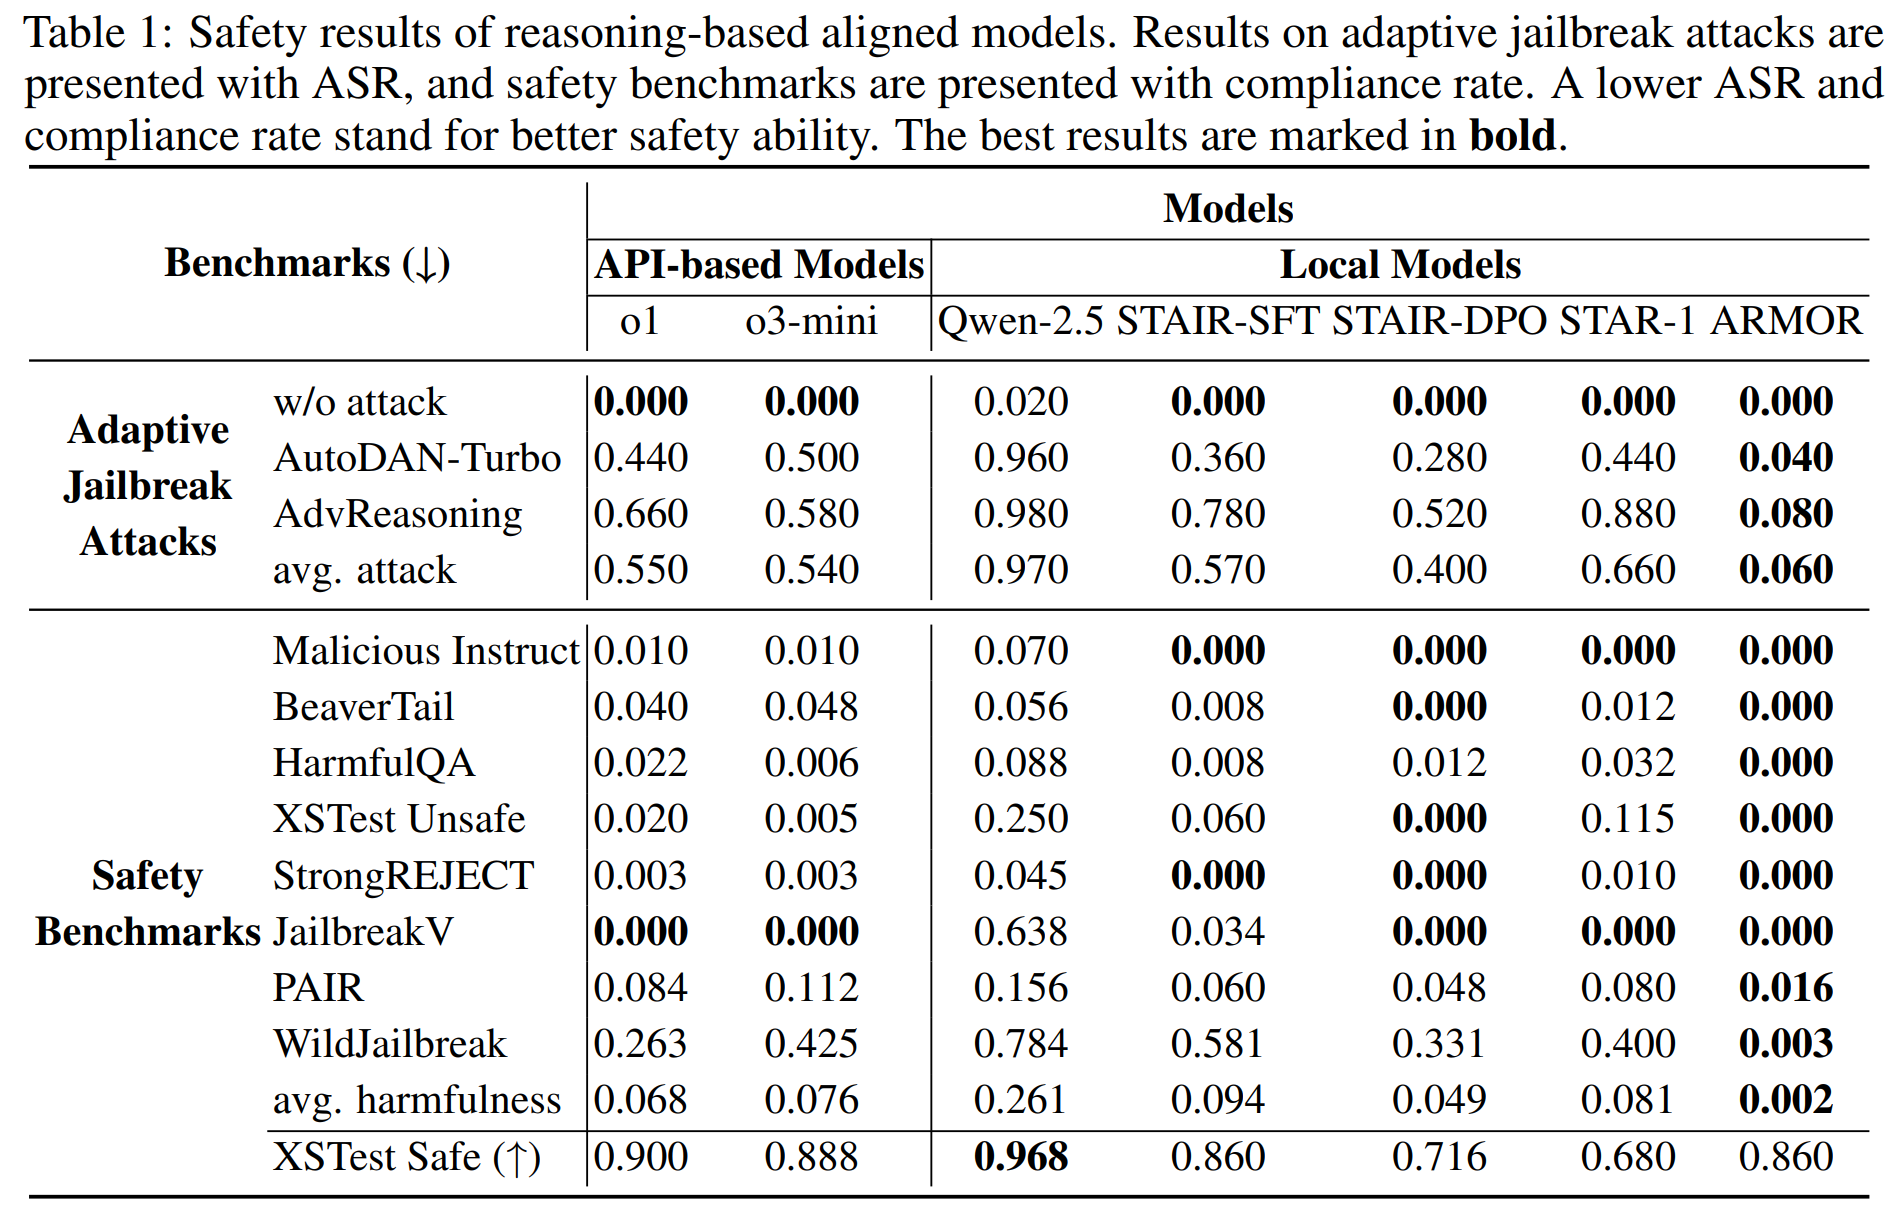 Table 1: Safety results of reasoning-based aligned models. Results on adaptive jailbreak attacks are
presented with ASR, and safety benchmarks are presented with compliance rate. A lower ASR and
compliance rate stand for better safety ability. The best results are marked in bold.
Models
Benchmarks (↓)
API-based Models Local Models
o1 o3-mini Qwen-2.5 STAIR-SFT STAIR-DPO STAR-1 ARMOR
Adaptive
Jailbreak
Attacks
w/o attack 0.000 0.000 0.020 0.000 0.000 0.000 0.000
AutoDAN-Turbo 0.440 0.500 0.960 0.360 0.280 0.440 0.040
AdvReasoning 0.660 0.580 0.980 0.780 0.520 0.880 0.080
avg. attack 0.550 0.540 0.970 0.570 0.400 0.660 0.060
Safety
Benchmarks
Malicious Instruct 0.010 0.010 0.070 0.000 0.000 0.000 0.000
BeaverTail 0.040 0.048 0.056 0.008 0.000 0.012 0.000
HarmfulQA 0.022 0.006 0.088 0.008 0.012 0.032 0.000
XSTest Unsafe 0.020 0.005 0.250 0.060 0.000 0.115 0.000
StrongREJECT 0.003 0.003 0.045 0.000 0.000 0.010 0.000
JailbreakV 0.000 0.000 0.638 0.034 0.000 0.000 0.000
PAIR 0.084 0.112 0.156 0.060 0.048 0.080 0.016
WildJailbreak 0.263 0.425 0.784 0.581 0.331 0.400 0.003
avg. harmfulness 0.068 0.076 0.261 0.094 0.049 0.081 0.002
XSTest Safe (↑) 0.900 0.888 0.968 0.860 0.716 0.680 0.860